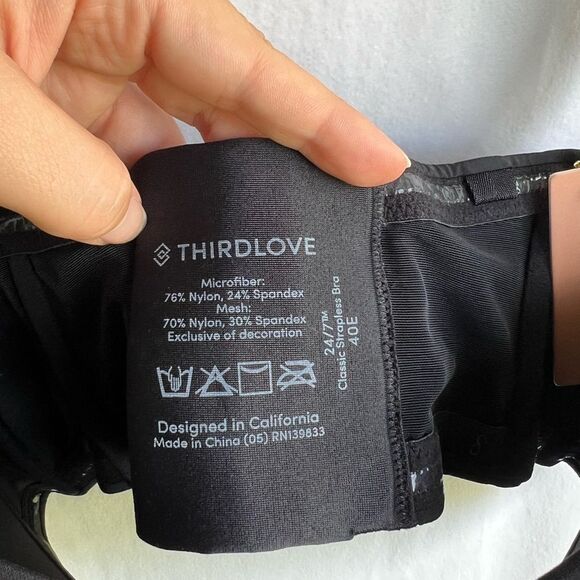 THIRDLOVE
Microfiber:
76% Nylon, 24% Spandex
Mesh:
70% Nylon, 30% Spandex
Exclusive of decoration
24/7™
Classic Strapless Bra
40E
Designed in California
Made in China (05) RN139833